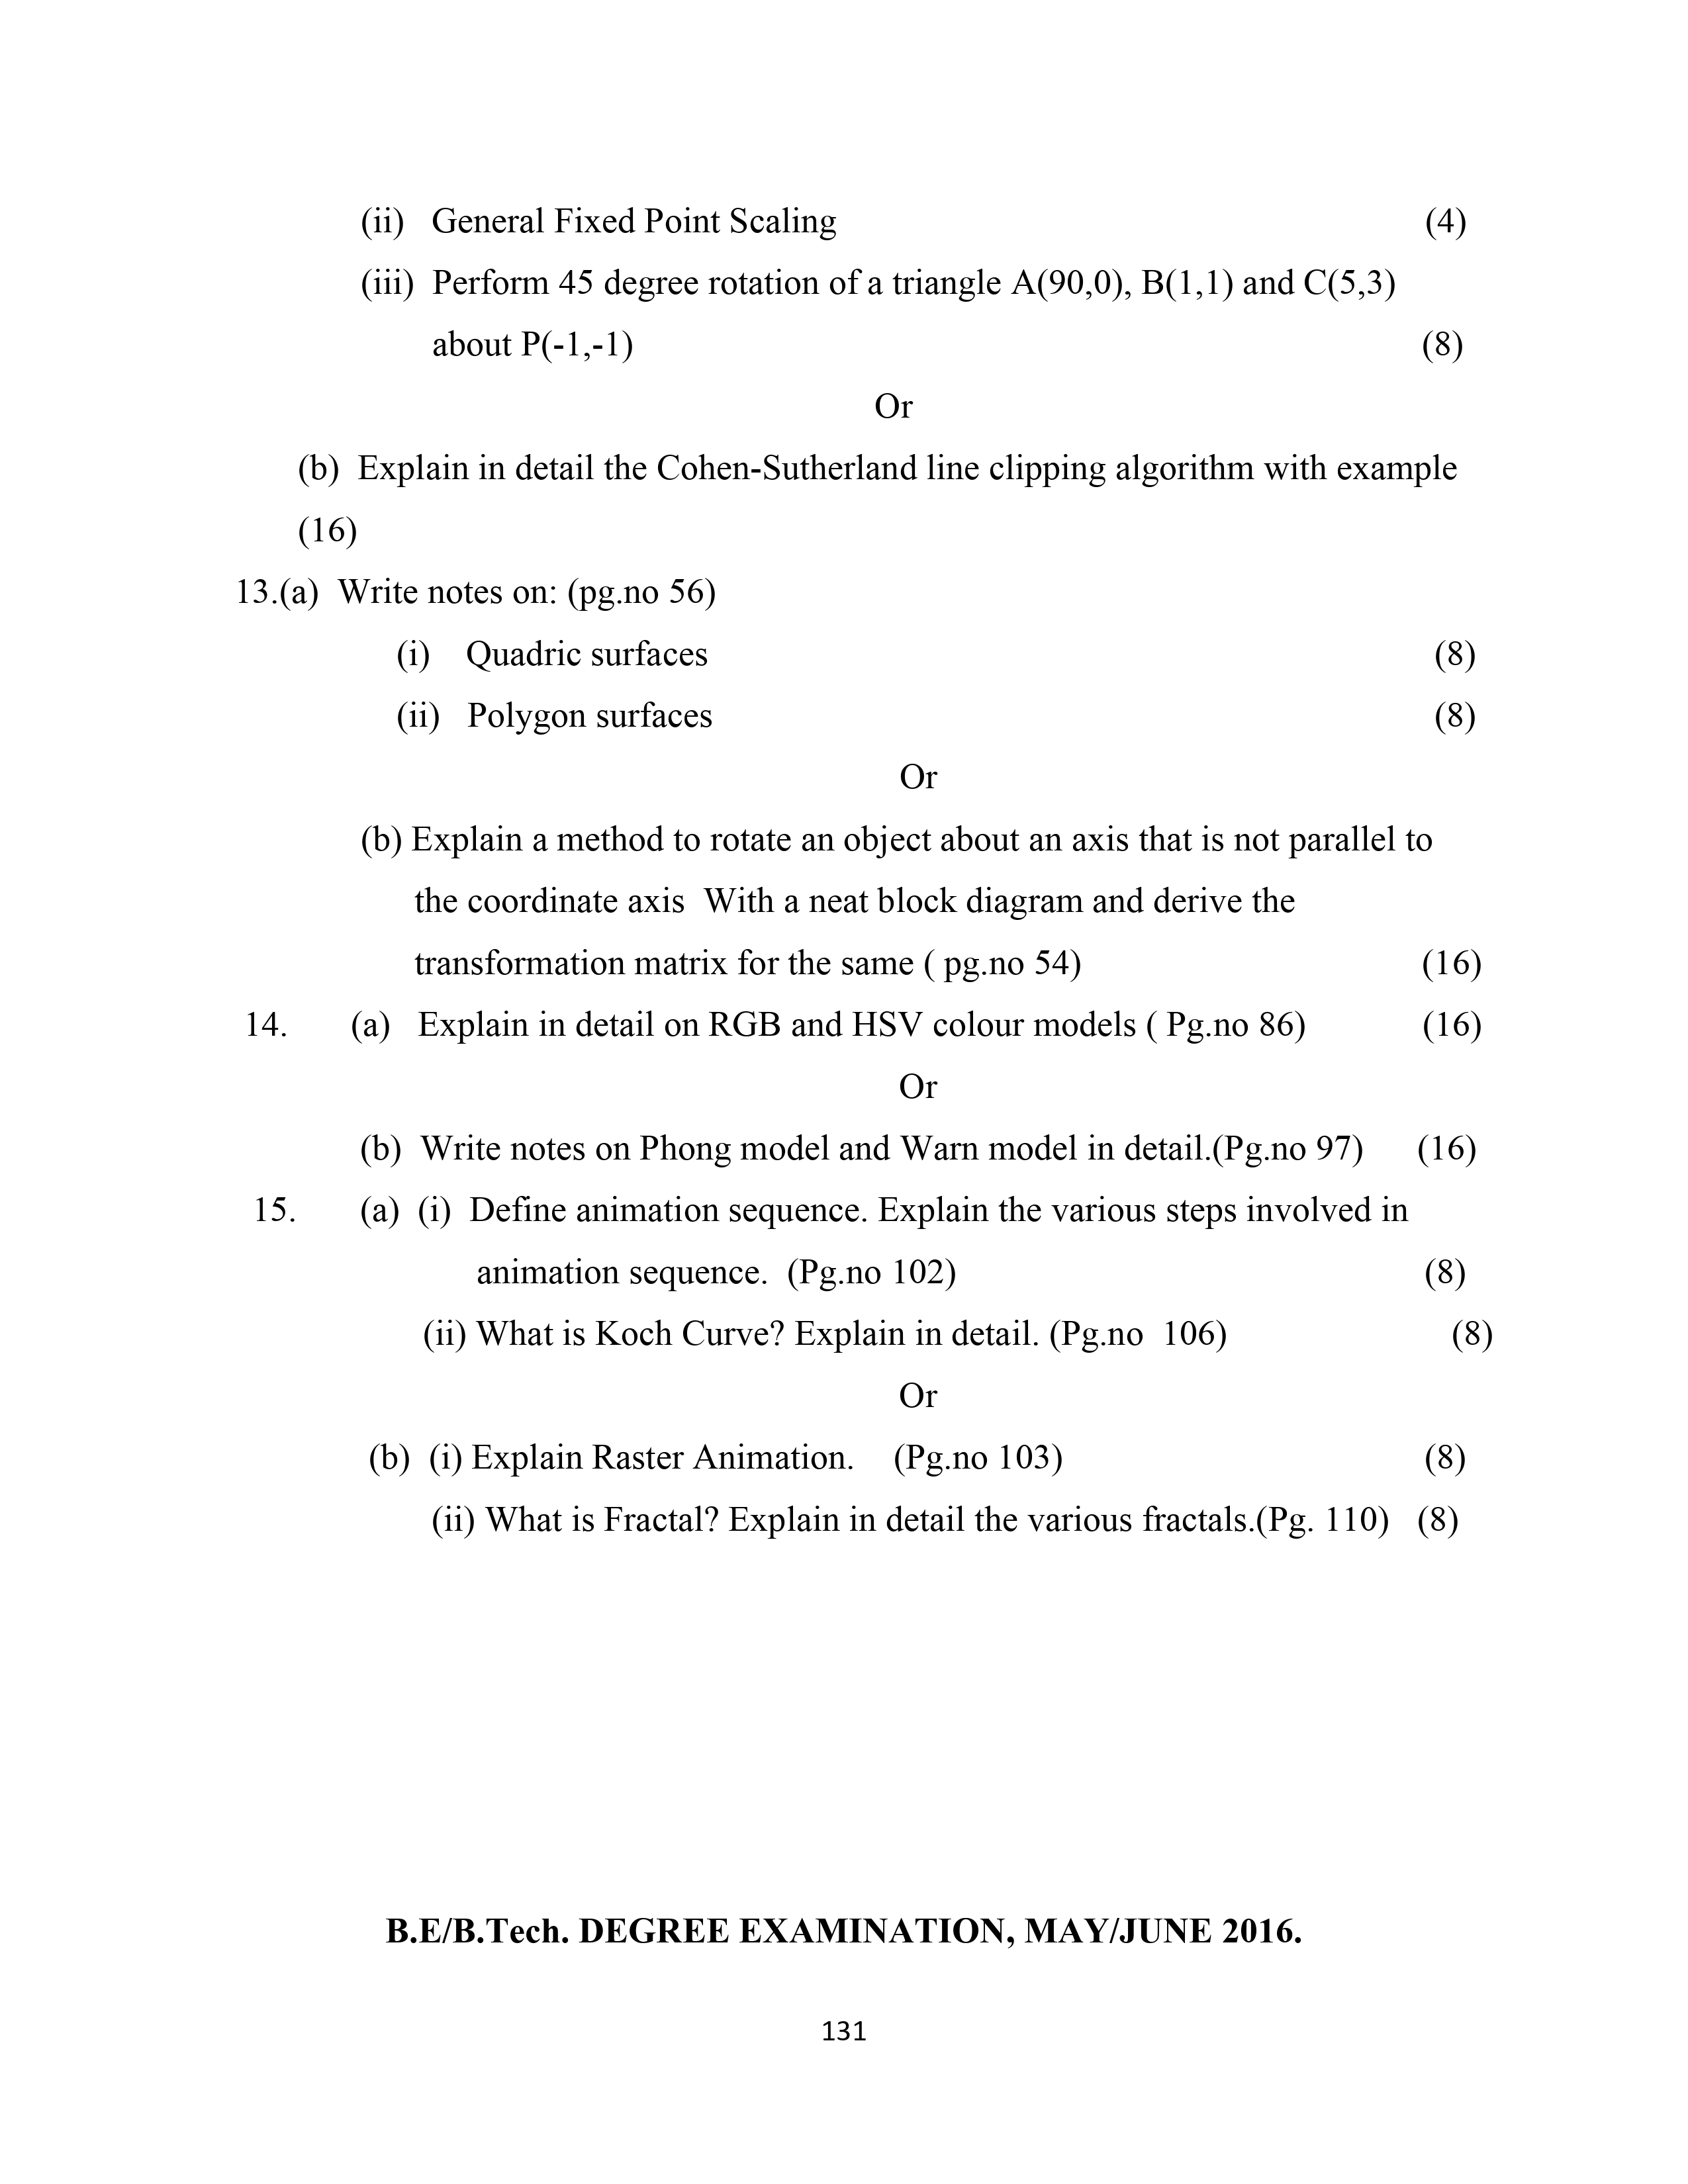 (ii) General Fixed Point Scaling (4)
(iii) Perform 45 degree rotation of a triangle A(90,0), B(1,1) and C(5,3)
about P(-1,-1) (8)
Or
(b) Explain in detail the Cohen-Sutherland line clipping algorithm with example
(16)
13.(a) Write notes on: (pg.no 56)
(i) Quadric surfaces (8)
(ii) Polygon surfaces (8)
Or
(b) Explain a method to rotate an object about an axis that is not parallel to
the coordinate axis With a neat block diagram and derive the
transformation matrix for the same ( pg.no 54) (16)
14. (a) Explain in detail on RGB and HSV colour models ( Pg.no 86) (16)
Or
(b) Write notes on Phong model and Warn model in detail.(Pg.no 97) (16)
15. (a) (i) Define animation sequence. Explain the various steps involved in
animation sequence. (Pg.no 102) (8)
(ii) What is Koch Curve? Explain in detail. (Pg.no 106) (8)
Or
(b) (i) Explain Raster Animation. (Pg.no 103) (8)
(ii) What is Fractal? Explain in detail the various fractals.(Pg. 110) (8)
B.E/B.Tech. DEGREE EXAMINATION, MAY/JUNE 2016.
131